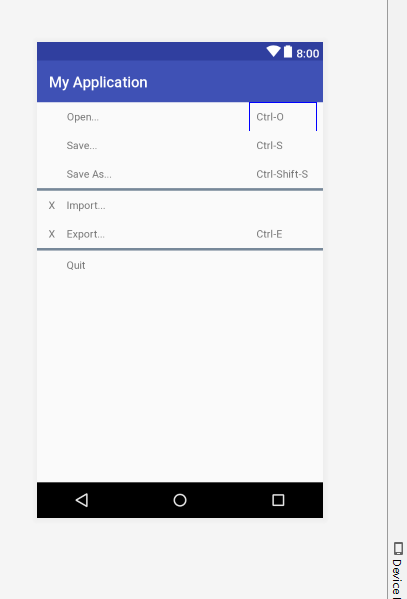 8:00
My Application
Open... Ctrl-O
Save... Ctrl-S
Save As... Ctrl-Shift-S
X Import...
X Export... Ctrl-E
Quit
Device